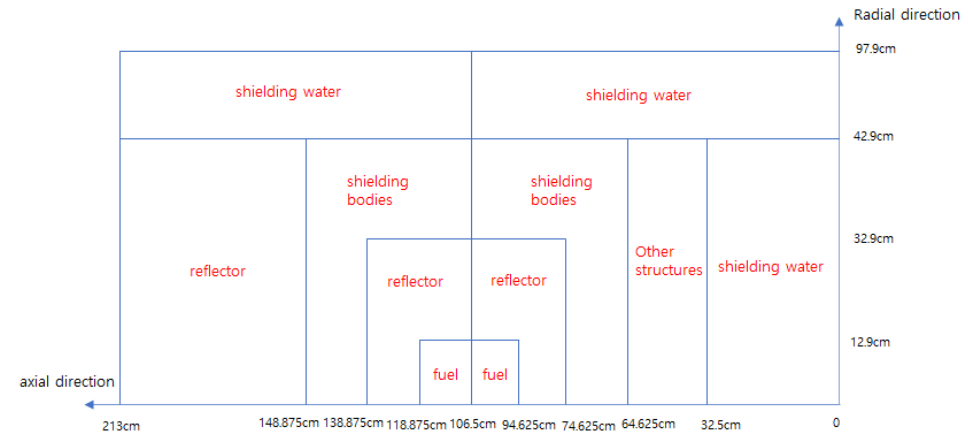 Radial direction
97.9cm
shielding water
shielding water
42.9cm
shielding
bodies
shielding
bodies
32.9cm
Other
structures
reflector
shielding water
reflector
reflector
12.9cm
fuel
fuel
axial direction
213cm
148.875cm
138.875cm
118.875cm
106.5cm
94.625cm
74.625cm
64.625cm
32.5cm
0